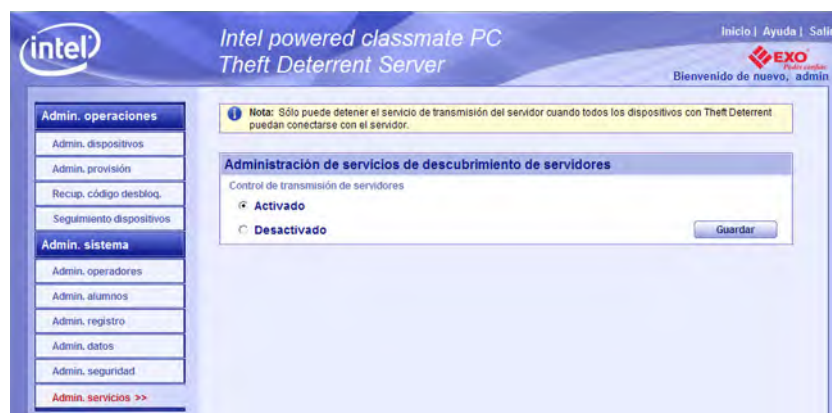 intel
Intel powered classmate PC
Theft Deterrent Server
Inicio | Ayuda | Salir
EXO
Bienvenido de nuevo, admin
Admin. operaciones
Admin. dispositivos
Admin. provisión
Recup. código desbloq.
Seguimiento dispositivos
Admin. sistema
Admin. operadores
Admin. alumnos
Admin. registro
Admin. datos
Admin. seguridad
Admin. servicios >>
Nota: Sólo puede detener el servicio de transmisión del servidor cuando todos los dispositivos con Theft Deterrent
puedan conectarse con el servidor.
Administración de servicios de descubrimiento de servidores
Control de transmisión de servidores
Activado
Desactivado
Guardar